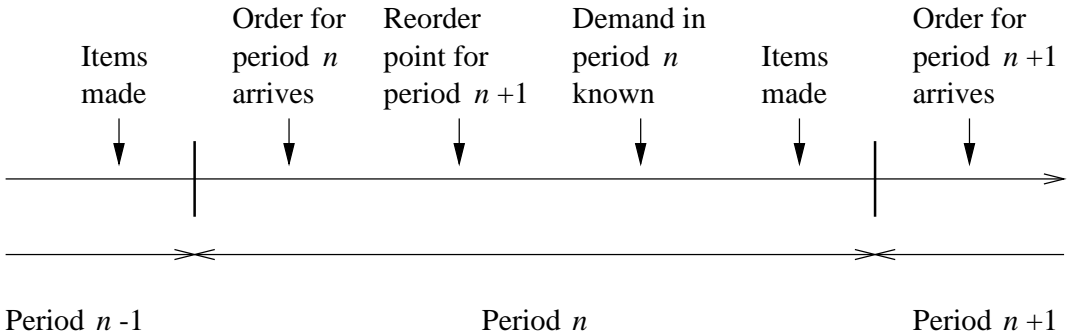 Items
made
Order for
period n
arrives
Reorder
point for
period n +1
Demand in
period n
known
Items
made
Order for
period n +1
arrives
Period n -1
Period n
Period n +1